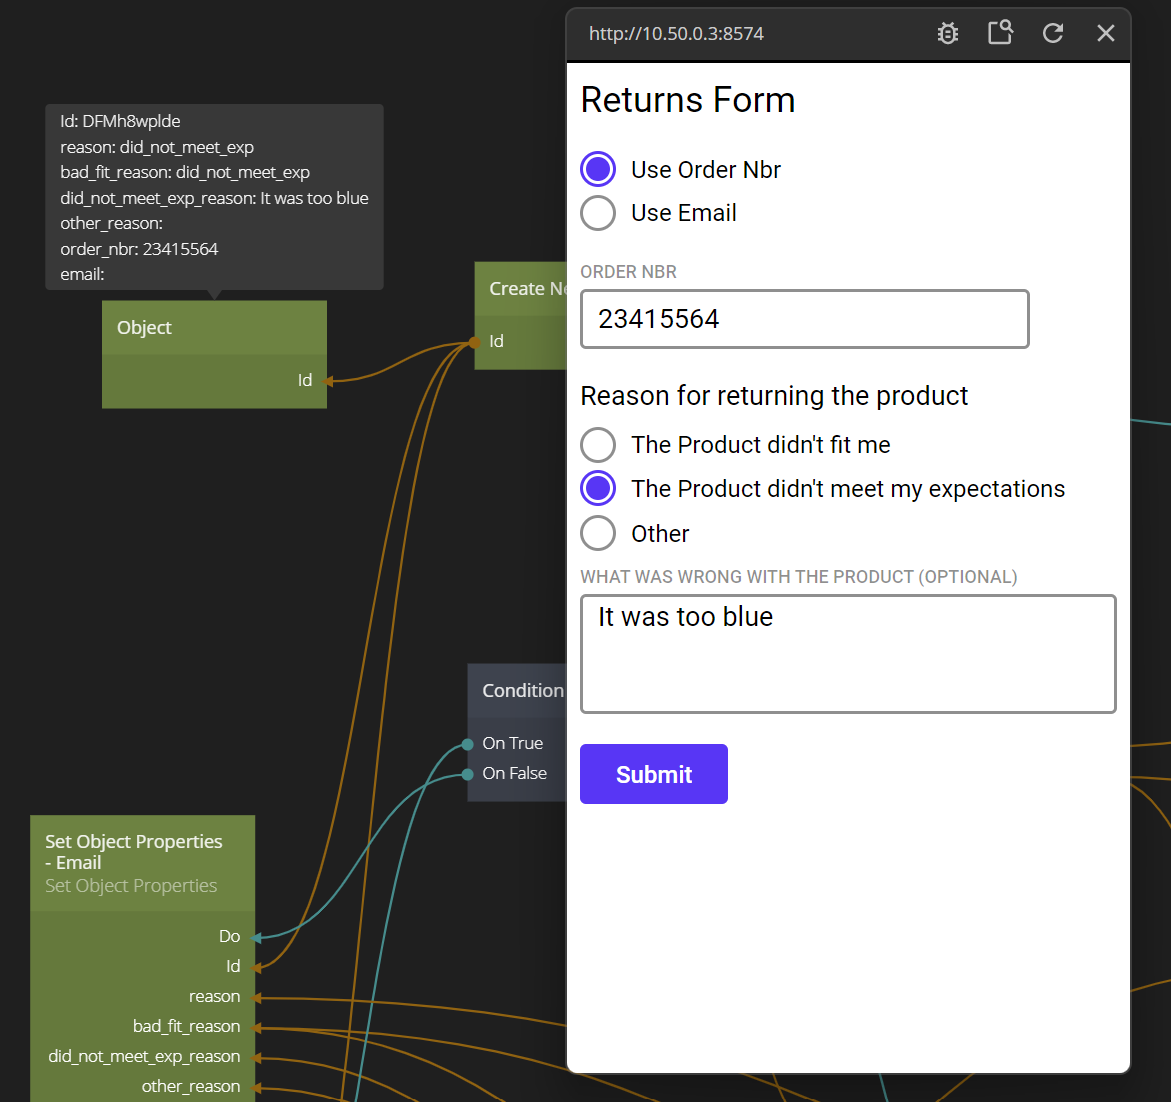 http://10.50.0.3:8574
Returns Form
Use Order Nbr
Use Email
ORDER NBR
23415564
Reason for returning the product
The Product didn't fit me
The Product didn't meet my expectations
Other
WHAT WAS WRONG WITH THE PRODUCT (OPTIONAL)
It was too blue
Submit
Id: DFMh8wplde
reason: did_not_meet_exp
bad_fit_reason: did_not_meet_exp
did_not_meet_exp_reason: It was too blue
other_reason:
order_nbr: 23415564
email:
Object
Id
Create
Id
Condition
On True
On False
Set Object Properties
- Email
Set Object Properties
Do
Id
reason
bad_fit_reason
did_not_meet_exp_reason
other_reason